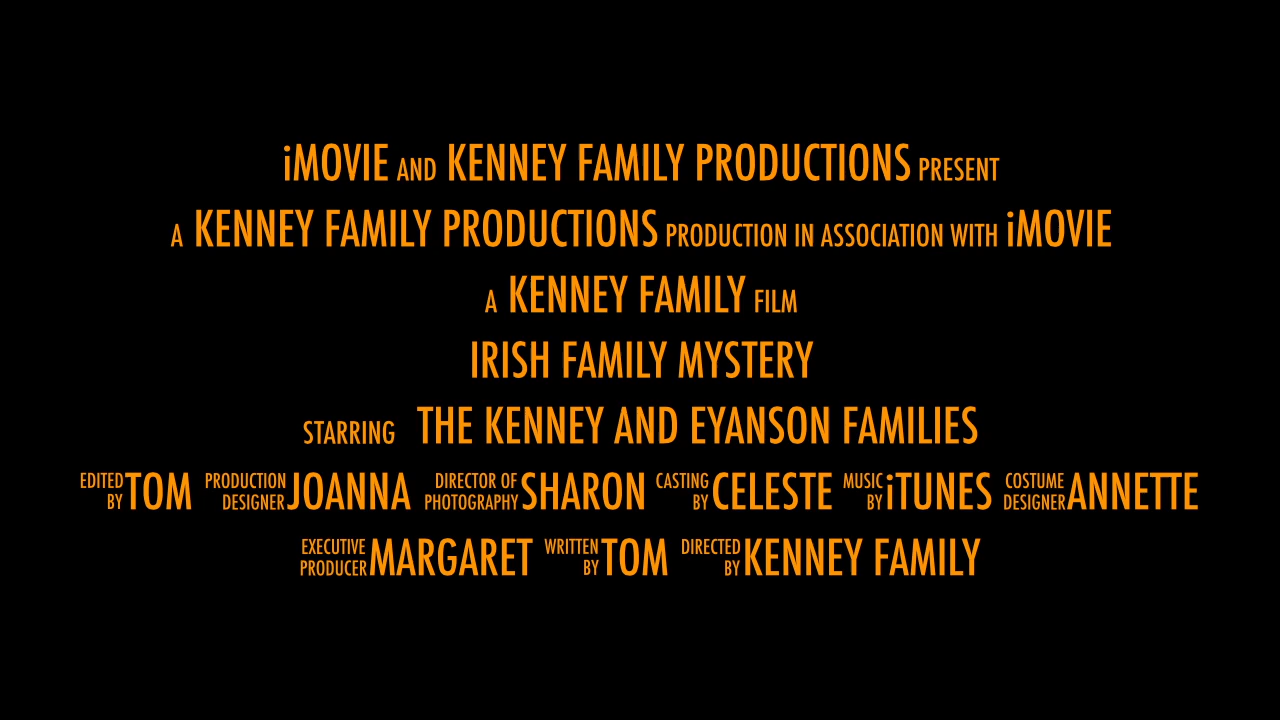 iMOVIE AND KENNEY FAMILY PRODUCTIONS PRESENT
A KENNEY FAMILY PRODUCTIONS PRODUCTION IN ASSOCIATION WITH iMOVIE
A KENNEY FAMILY FILM
IRISH FAMILY MYSTERY
STARRING THE KENNEY AND EYANSON FAMILIES
EDITED BY TOM PRODUCTION DESIGNER JOANNA DIRECTOR OF PHOTOGRAPHY SHARON CASTING BY CELESTE MUSIC BY iTUNES COSTUME DESIGNER ANNETTE
EXECUTIVE PRODUCER MARGARET WRITTEN BY TOM DIRECTED BY KENNEY FAMILY